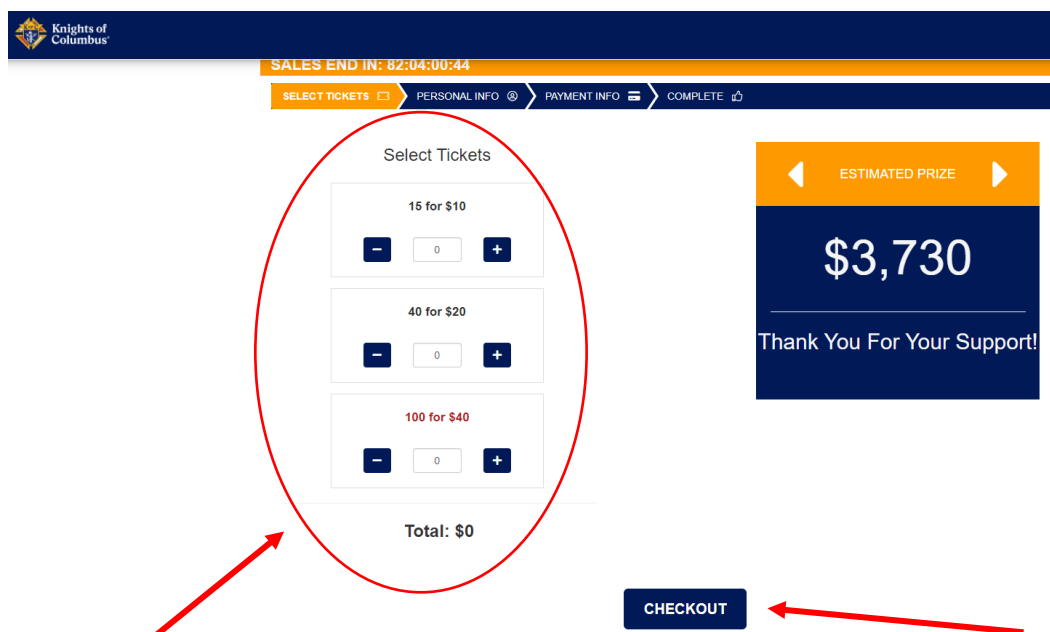 Knights of
Columbus®
SALES END IN: 82:04:00:44
SELECT TICKETS PERSONAL INFO PAYMENT INFO COMPLETE
Select Tickets
15 for $10
− 0 +
40 for $20
− 0 +
100 for $40
− 0 +
Total: $0
ESTIMATED PRIZE
$3,730
Thank You For Your Support!
CHECKOUT